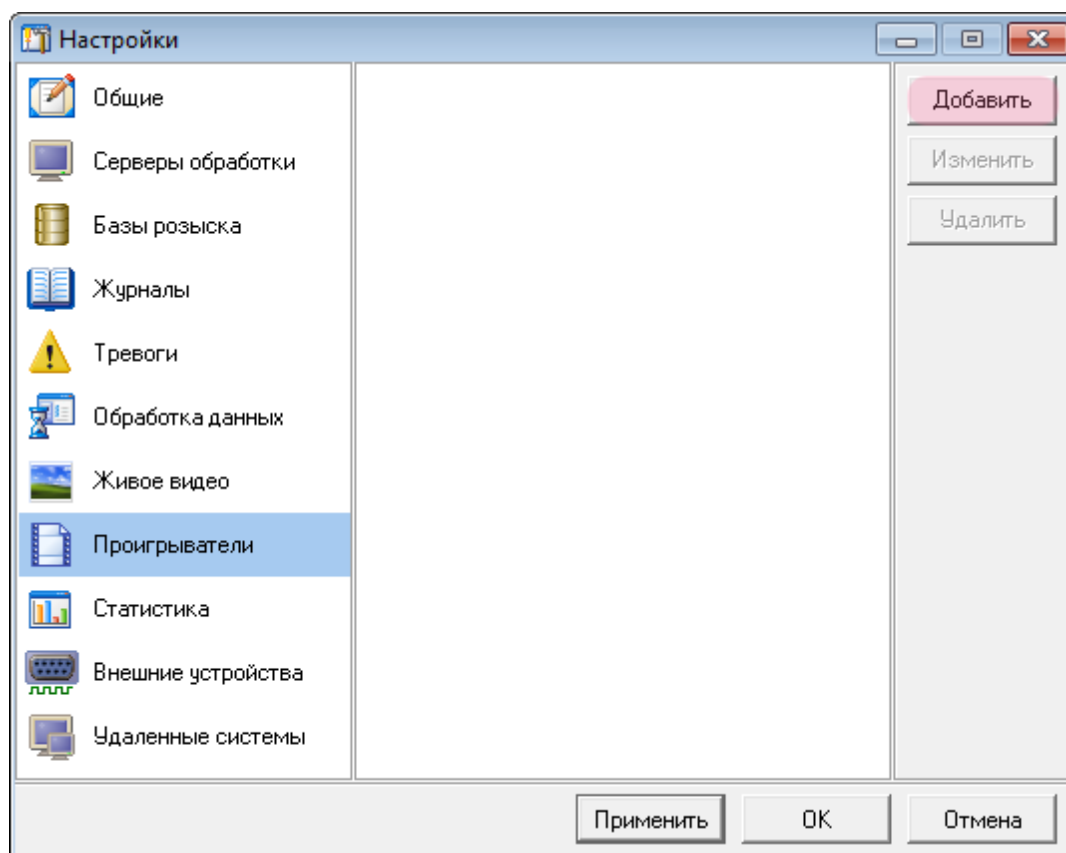 Настройки
Общие
Серверы обработки
Базы розыска
Журналы
Тревоги
Обработка данных
Живое видео
Проигрыватели
Статистика
Внешние устройства
Удаленные системы
Добавить
Изменить
Удалить
Применить
OK
Отмена